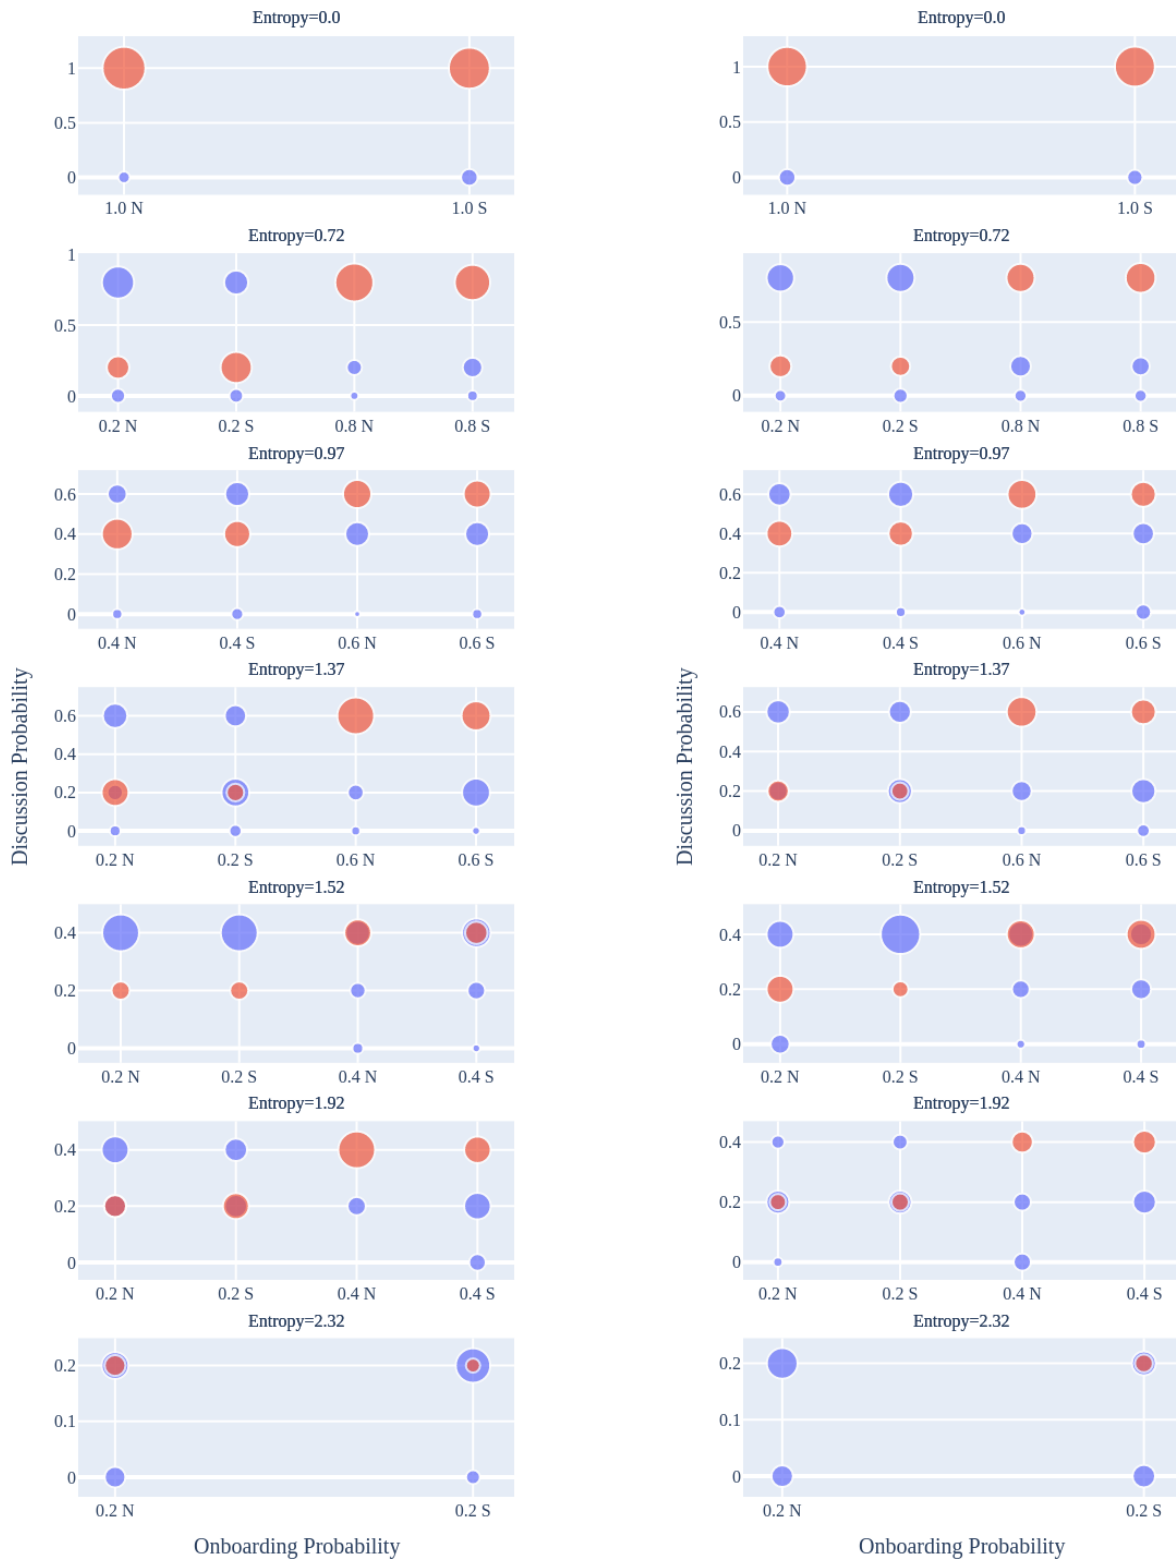 Entropy=0.0
1
0.5
0
1.0 N 1.0 S
Entropy=0.72
1
0.5
0
0.2 N 0.2 S 0.8 N 0.8 S
Entropy=0.97
0.6
0.4
0.2
0
0.4 N 0.4 S 0.6 N 0.6 S
Entropy=1.37
0.6
0.4
0.2
0
0.2 N 0.2 S 0.6 N 0.6 S
Entropy=1.52
0.4
0.2
0
0.2 N 0.2 S 0.4 N 0.4 S
Entropy=1.92
0.4
0.2
0
0.2 N 0.2 S 0.4 N 0.4 S
Entropy=2.32
0.2
0.1
0
0.2 N 0.2 S
Discussion Probability
Onboarding Probability
Entropy=0.0
1
0.5
0
1.0 N 1.0 S
Entropy=0.72
0.5
0
0.2 N 0.2 S 0.8 N 0.8 S
Entropy=0.97
0.6
0.4
0.2
0
0.4 N 0.4 S 0.6 N 0.6 S
Entropy=1.37
0.6
0.4
0.2
0
0.2 N 0.2 S 0.6 N 0.6 S
Entropy=1.52
0.4
0.2
0
0.2 N 0.2 S 0.4 N 0.4 S
Entropy=1.92
0.4
0.2
0
0.2 N 0.2 S 0.4 N 0.4 S
Entropy=2.32
0.2
0.1
0
0.2 N 0.2 S
Discussion Probability
Onboarding Probability